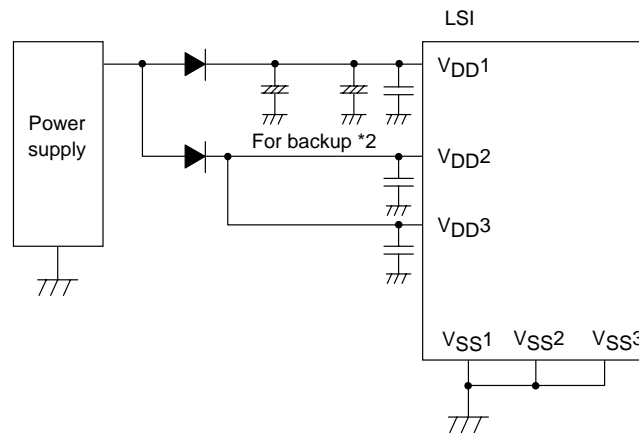 LSI
Power
supply
VDD1
For backup *2
VDD2
VDD3
VSS1 VSS2 VSS3